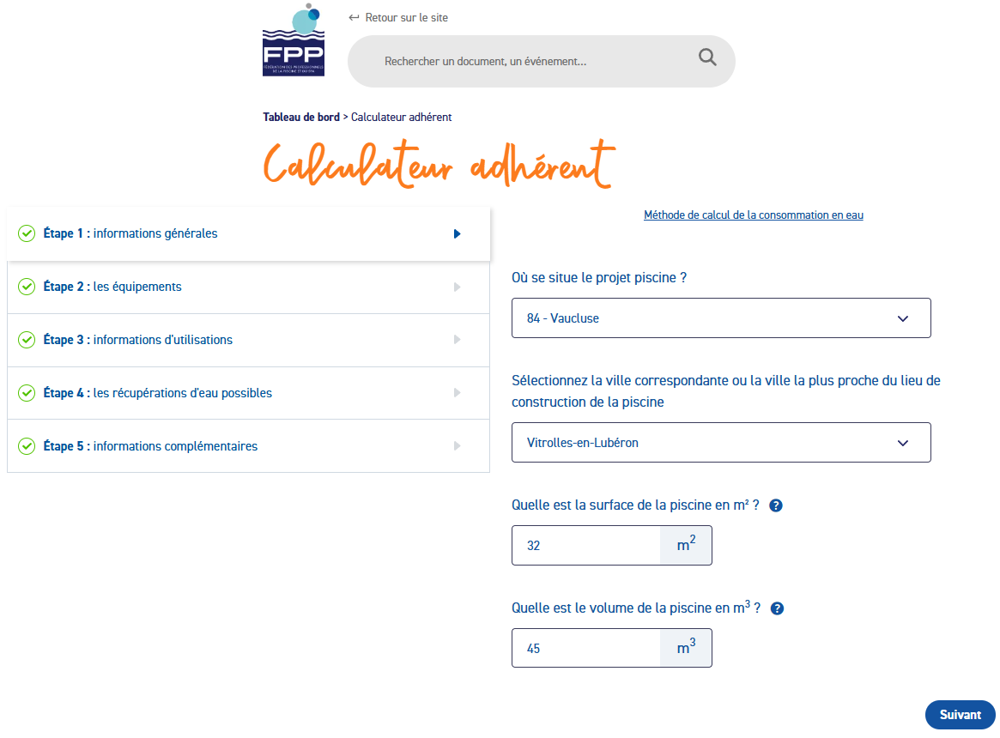 Retour sur le site
FPP
FÉDÉRATION DES PROFESSIONNELS
DE LA PISCINE ET DU SPA
Rechercher un document, un événement...
Tableau de bord > Calculateur adhérent
Calculateur adhérent
Étape 1 : informations générales
Étape 2 : les équipements
Étape 3 : informations d'utilisations
Étape 4 : les récupérations d'eau possibles
Étape 5 : informations complémentaires
Méthode de calcul de la consommation en eau
Où se situe le projet piscine ?
84 - Vaucluse
Sélectionnez la ville correspondante ou la ville la plus proche du lieu de
construction de la piscine
Vitrolles-en-Lubéron
Quelle est la surface de la piscine en m² ? ?
32 m²
Quelle est le volume de la piscine en m³ ? ?
45 m³
Suivant